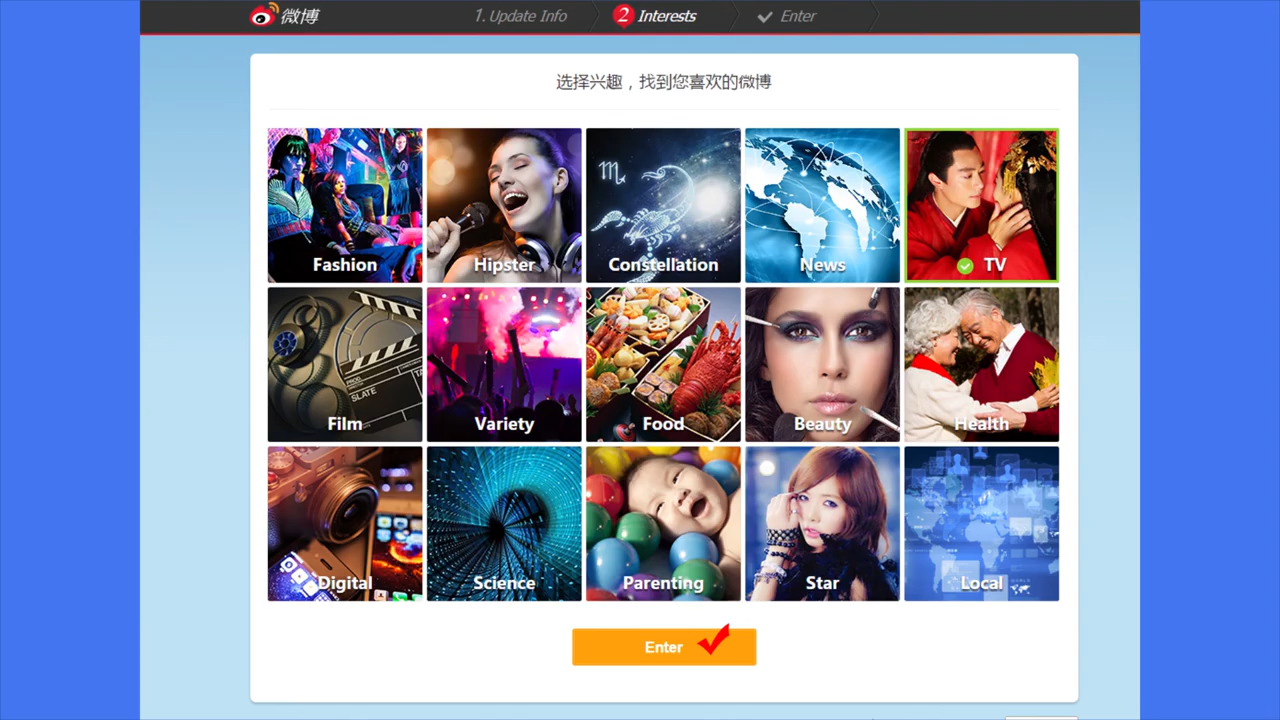 微博 1. Update Info 2 Interests Enter
选择兴趣，找到您喜欢的微博
Fashion Hipster Constellation News TV
Film Variety Food Beauty Health
Digital Science Parenting Star Local
Enter